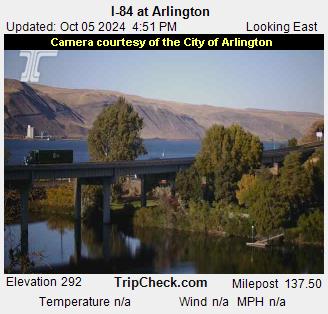 I-84 at Arlington
Updated: Oct 05 2024 4:51 PM Looking East
Camera courtesy of the City of Arlington
Elevation 292 TripCheck.com Milepost 137.50
Temperature n/a Wind n/a MPH n/a